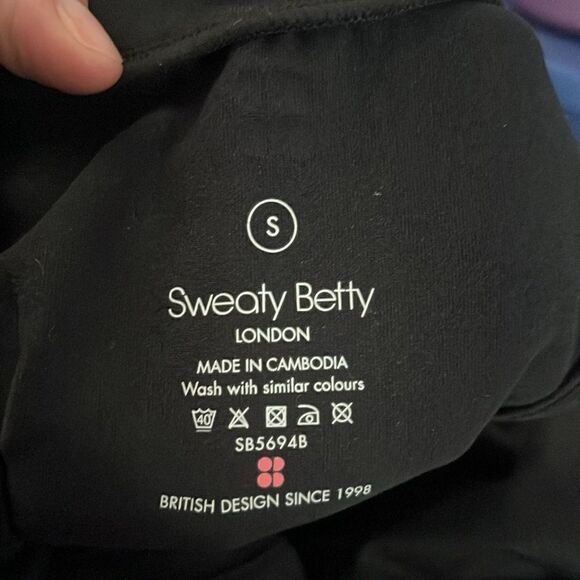 S
Sweaty Betty
LONDON
MADE IN CAMBODIA
Wash with similar colours
40
SB5694B
BRITISH DESIGN SINCE 1998